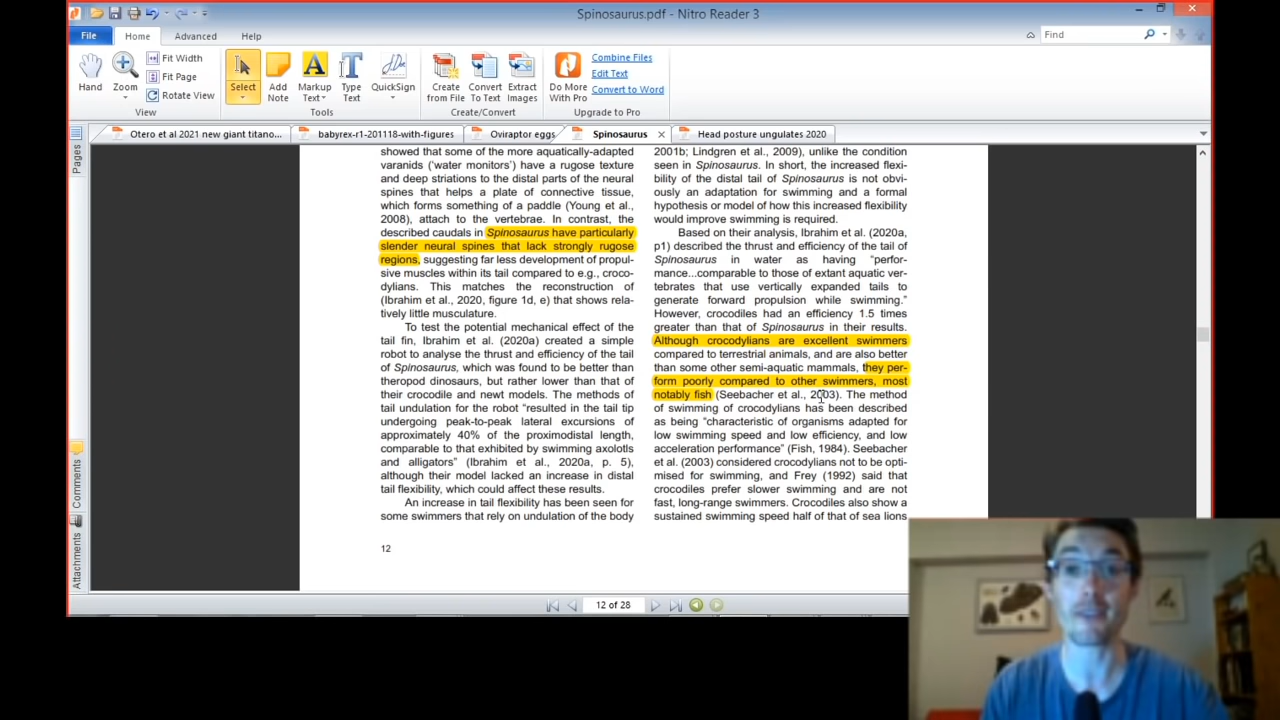 Spinosaurus.pdf - Nitro Reader 3
File Home Advanced Help
Find
Hand
Zoom
Fit Width
Fit Page
Rotate View
View
Select
Add Note
Markup Text
Type Text
QuickSign
Tools
Create from File
Convert To Text
Extract Images
Create/Convert
Do More With Pro
Combine Files
Edit Text
Convert to Word
Upgrade to Pro
Otero et al 2021 new giant titano... babyrex-r1-201118-with-figures Oviraptor eggs Spinosaurus Head posture ungulates 2020
Pages
Comments
Attachments
showed that some of the more aquatically-adapted
varanids ('water monitors') have a rugose texture
and deep striations to the distal parts of the neural
spines that helps a plate of connective tissue,
which forms something of a paddle (Young et al.,
2008), attach to the vertebrae. In contrast, the
described caudals in Spinosaurus have particularly
slender neural spines that lack strongly rugose
regions, suggesting far less development of propul-
sive muscles within its tail compared to e.g., croco-
dylians. This matches the reconstruction of
(Ibrahim et al., 2020, figure 1d, e) that shows rela-
tively little musculature.
To test the potential mechanical effect of the
tail fin, Ibrahim et al. (2020a) created a simple
robot to analyse the thrust and efficiency of the tail
of Spinosaurus, which was found to be better than
theropod dinosaurs, but rather lower than that of
their crocodile and newt models. The methods of
tail undulation for the robot "resulted in the tail tip
undergoing peak-to-peak lateral excursions of
approximately 40% of the proximodistal length,
comparable to that exhibited by swimming axolotls
and alligators" (Ibrahim et al., 2020a, p. 5),
although their model lacked an increase in distal
tail flexibility, which could affect these results.
An increase in tail flexibility has been seen for
some swimmers that rely on undulation of the body
2001b; Lindgren et al., 2009), unlike the condition
seen in Spinosaurus. In short, the increased flexi-
bility of the distal tail of Spinosaurus is not obvi-
ously an adaptation for swimming and a formal
hypothesis or model of how this increased flexibility
would improve swimming is required.
Based on their analysis, Ibrahim et al. (2020a,
p1) described the thrust and efficiency of the tail of
Spinosaurus in water as having "perfor-
mance...comparable to those of extant aquatic ver-
tebrates that use vertically expanded tails to
generate forward propulsion while swimming."
However, crocodiles had an efficiency 1.5 times
greater than that of Spinosaurus in their results.
Although crocodylians are excellent swimmers
compared to terrestrial animals, and are also better
than some other semi-aquatic mammals, they per-
form poorly compared to other swimmers, most
notably fish (Seebacher et al., 2003). The method
of swimming of crocodylians has been described
as being "characteristic of organisms adapted for
low swimming speed and low efficiency, and low
acceleration performance" (Fish, 1984). Seebacher
et al. (2003) considered crocodylians not to be opti-
mised for swimming, and Frey (1992) said that
crocodiles prefer slower swimming and are not
fast, long-range swimmers. Crocodiles also show a
sustained swimming speed half of that of sea lions
12
12 of 28